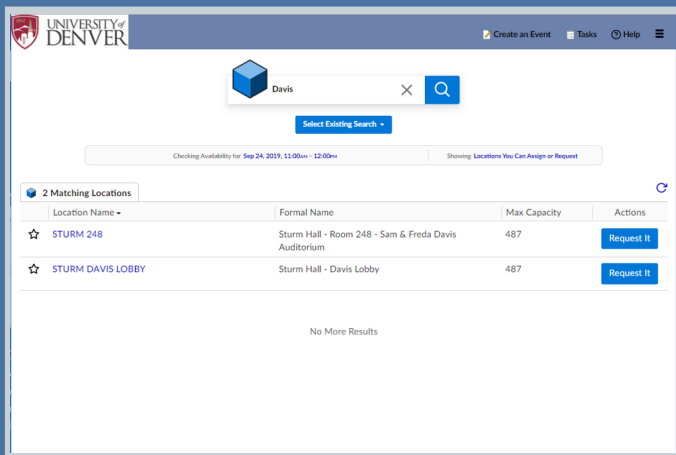 UNIVERSITY of
DENVER
Create an Event
Tasks
Help
Davis
Select Existing Search
Checking Availability for Sep 24, 2019, 11:00AM - 12:00PM
Showing Locations You Can Assign or Request
2 Matching Locations
Location Name
Formal Name
Max Capacity
Actions
STURM 248
Sturm Hall - Room 248 - Sam & Freda Davis
Auditorium
487
Request It
STURM DAVIS LOBBY
Sturm Hall - Davis Lobby
487
Request It
No More Results